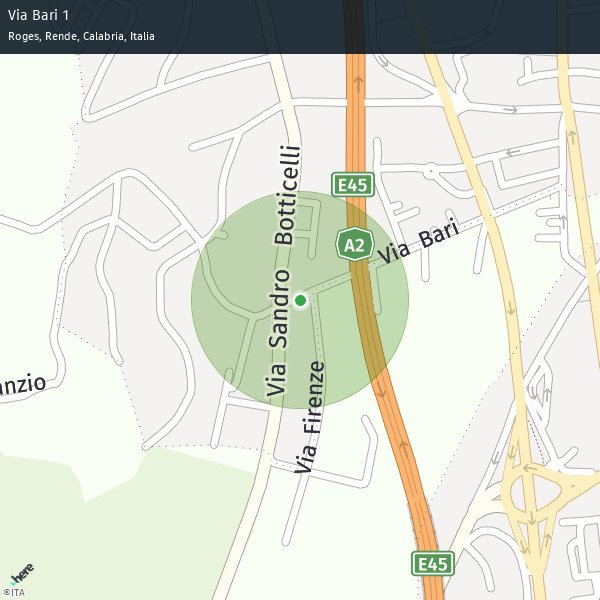 Via Bari 1
Roges, Rende, Calabria, Italia
Via Sandro Botticelli
E45
A2
Via Bari
Via Firenze
anzio
E45
here
©ITA